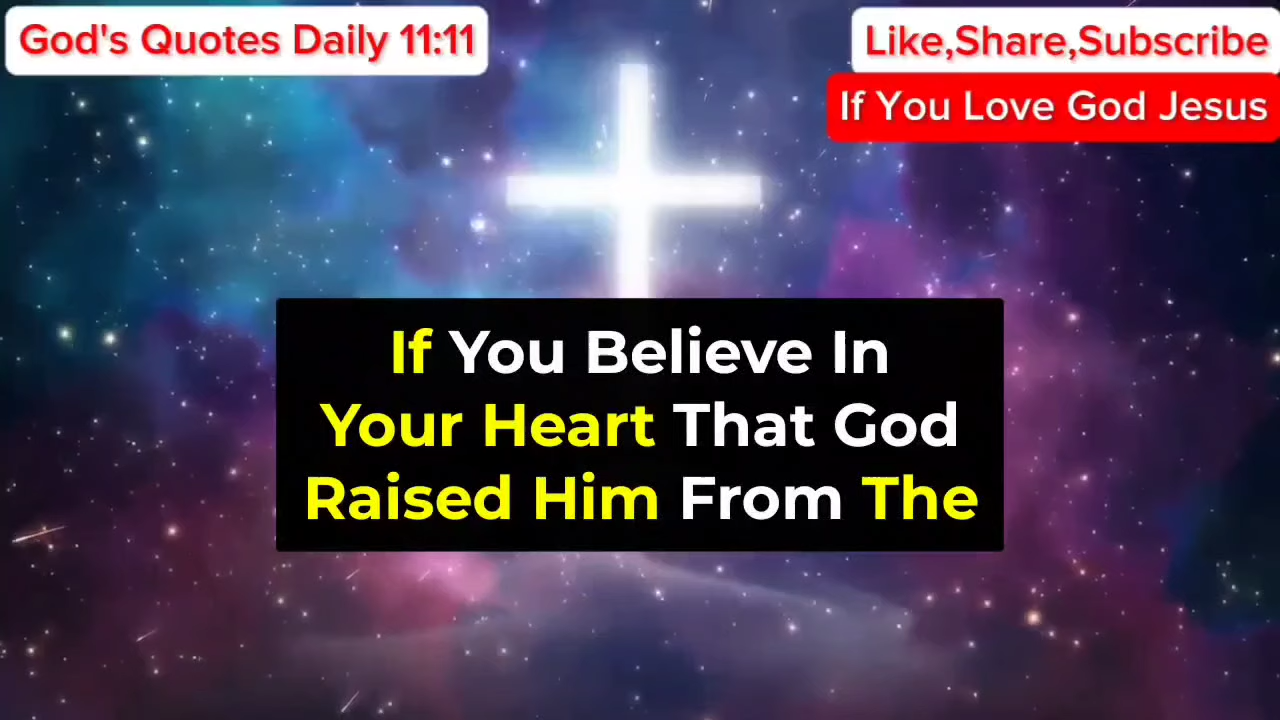 God's Quotes Daily 11:11
Like,Share,Subscribe
If You Love God Jesus
If You Believe In
Your Heart That God
Raised Him From The